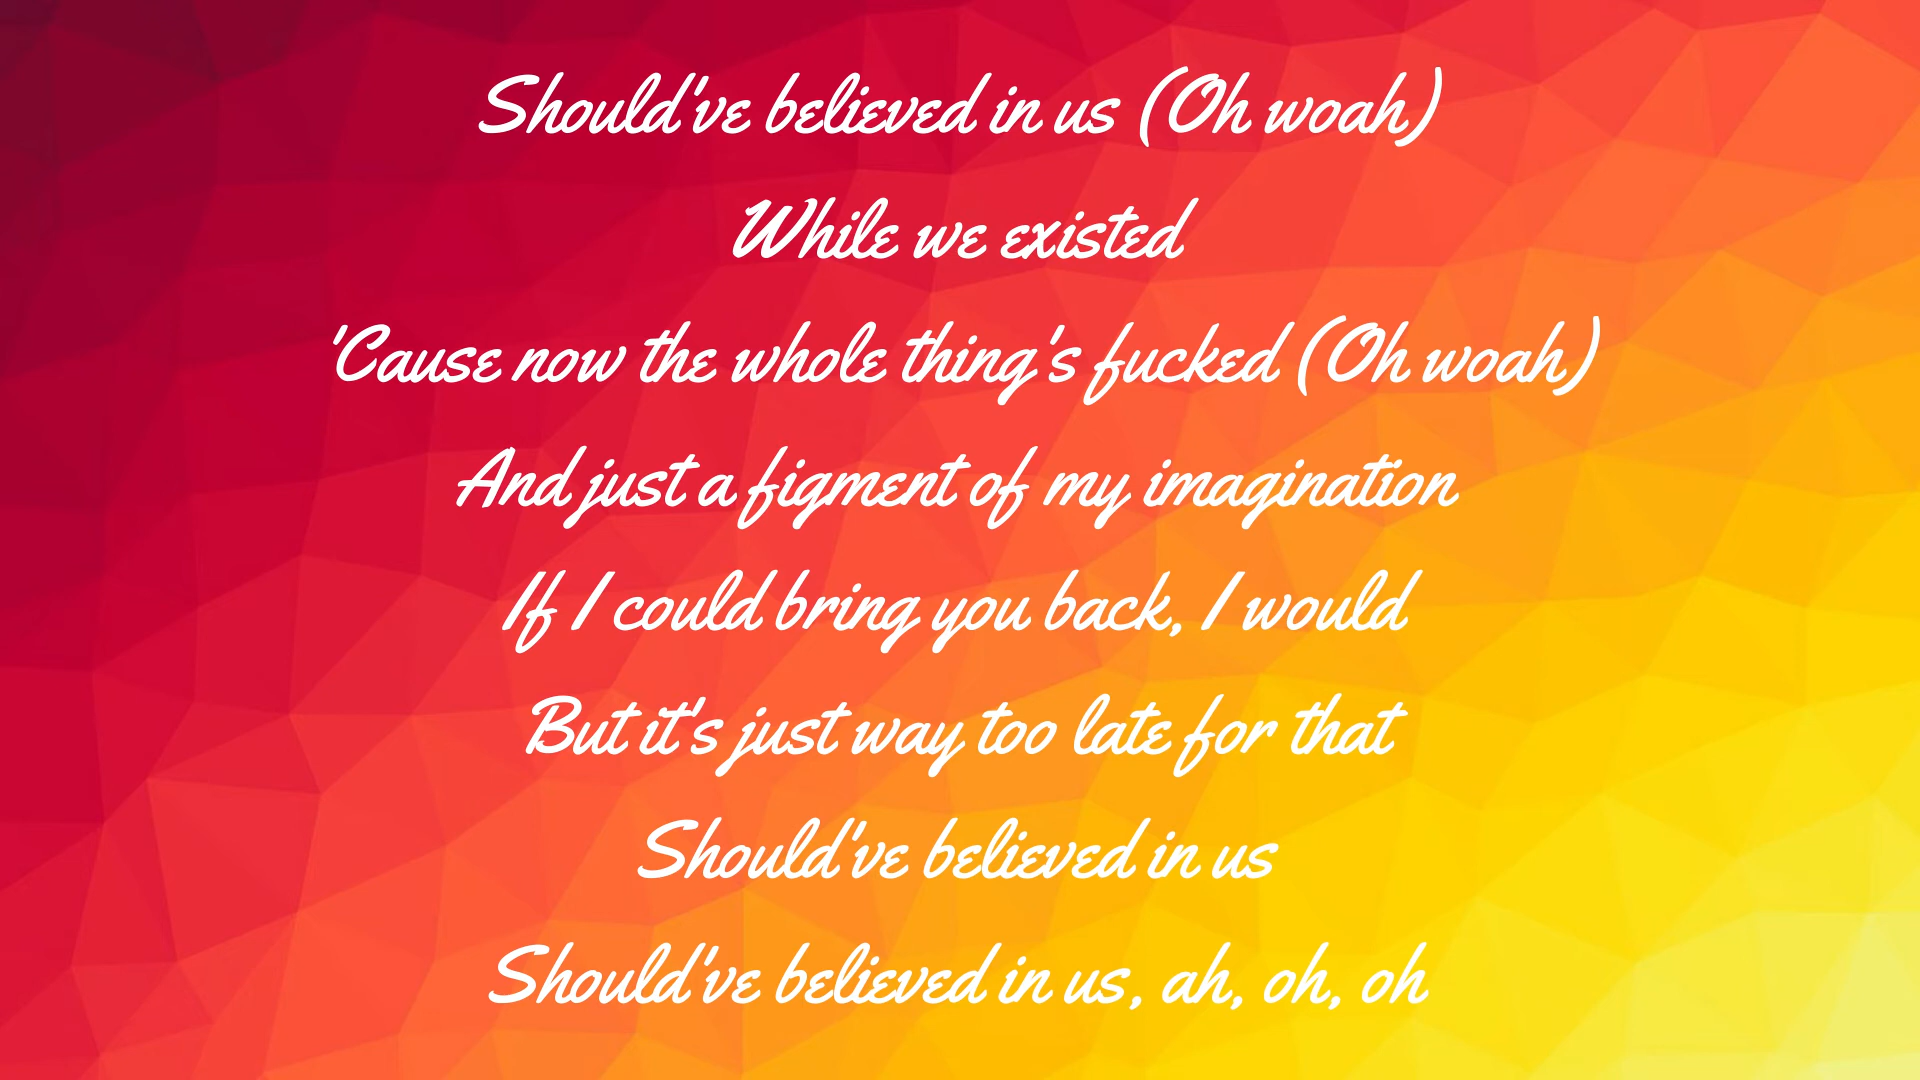 Should've believed in us (Oh woah)
While we existed
'Cause now the whole thing's fucked (Oh woah)
And just a figment of my imagination
If I could bring you back, I would
But it's just way too late for that
Should've believed in us
Should've believed in us, ah, oh, oh